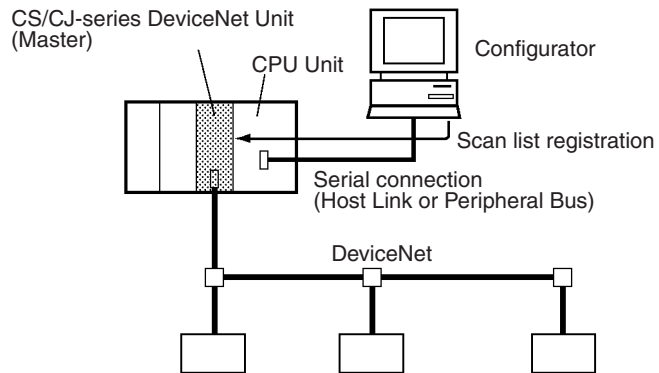 CS/CJ-series DeviceNet Unit
(Master)
CPU Unit
Configurator
Scan list registration
Serial connection
(Host Link or Peripheral Bus)
DeviceNet